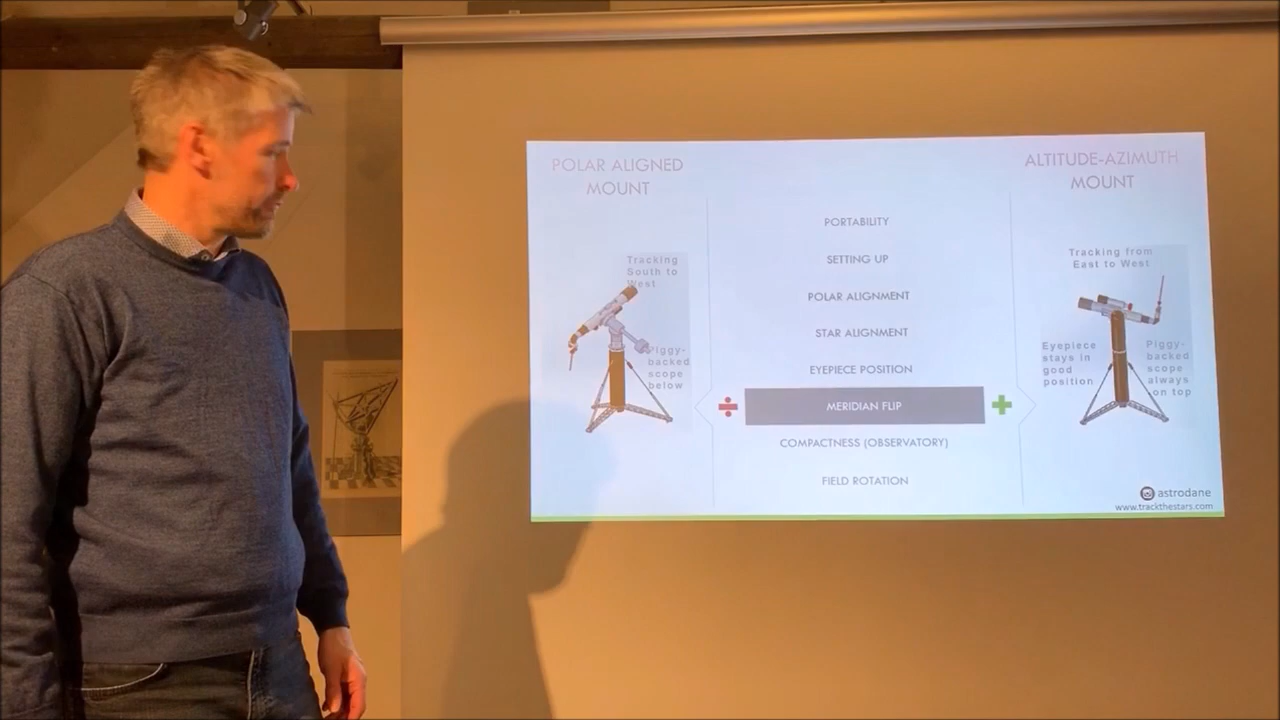 POLAR ALIGNED
MOUNT
Tracking
South to
West
Piggy-
backed
scope
below
PORTABILITY
SETTING UP
POLAR ALIGNMENT
STAR ALIGNMENT
EYEPIECE POSITION
MERIDIAN FLIP
COMPACTNESS (OBSERVATORY)
FIELD ROTATION
ALTITUDE-AZIMUTH
MOUNT
Tracking from
East to West
Eyepiece
stays in
good
position
Piggy-
backed
scope
always
on top
astrodane
www.trackthestars.com